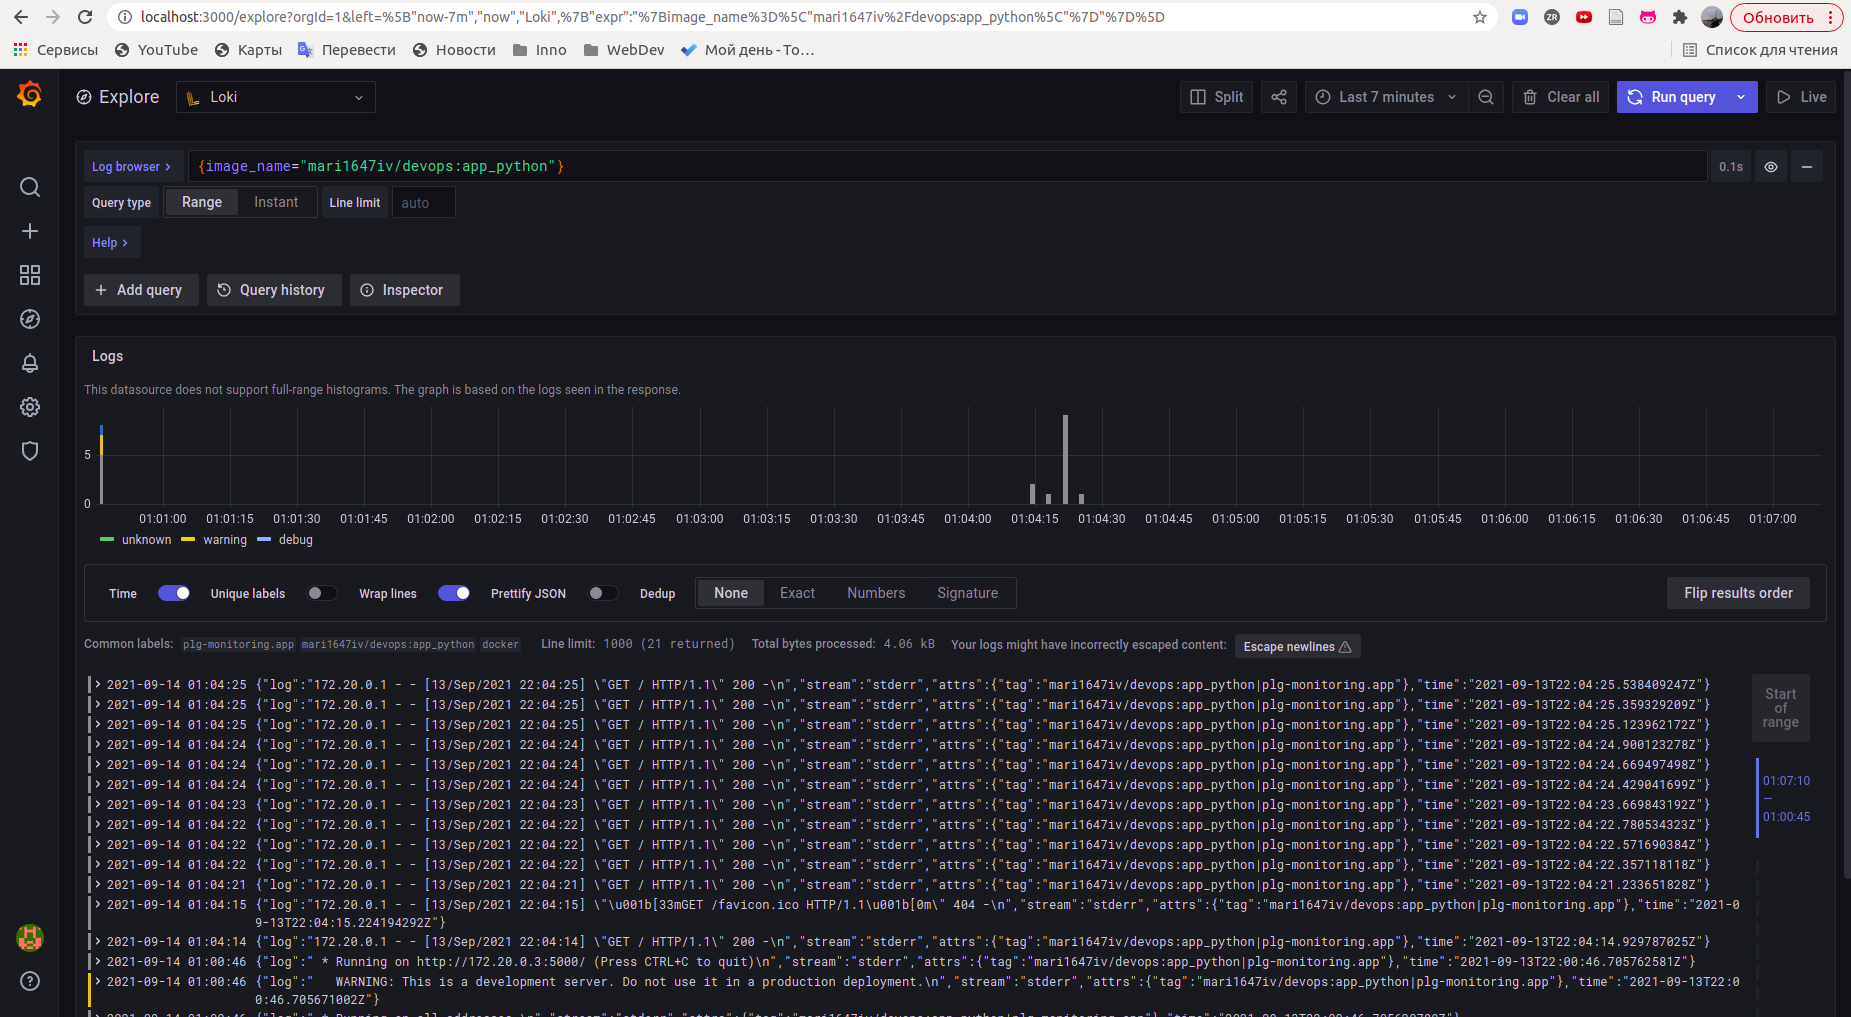 localhost:3000/explore?orgId=1&left=%5B"now-7m","now","Loki",%7B"expr":"%7Bimage_name%3D%5C"mari1647iv%2Fdevops:app_python%5C"%7D"%7D%5D
ZR
Обновить
Сервисы YouTube Карты Перевести Новости Inno WebDev Мой день - To… Список для чтения
Explore Loki Split Last 7 minutes Clear all Run query Live
Log browser > {image_name="mari1647iv/devops:app_python"} 0.1s
Query type Range Instant Line limit auto
Help >
+ Add query Query history Inspector
Logs
This datasource does not support full-range histograms. The graph is based on the logs seen in the response.
5
0
01:01:00 01:01:15 01:01:30 01:01:45 01:02:00 01:02:15 01:02:30 01:02:45 01:03:00 01:03:15 01:03:30 01:03:45 01:04:00 01:04:15 01:04:30 01:04:45 01:05:00 01:05:15 01:05:30 01:05:45 01:06:00 01:06:15 01:06:30 01:06:45 01:07:00
unknown warning debug
Time Unique labels Wrap lines Prettify JSON Dedup None Exact Numbers Signature Flip results order
Common labels: plg-monitoring.app mari1647iv/devops:app_python docker Line limit: 1000 (21 returned) Total bytes processed: 4.06 kB Your logs might have incorrectly escaped content: Escape newlines
> 2021-09-14 01:04:25 {"log":"172.20.0.1 - - [13/Sep/2021 22:04:25] \"GET / HTTP/1.1\" 200 -\n","stream":"stderr","attrs":{"tag":"mari1647iv/devops:app_python|plg-monitoring.app"},"time":"2021-09-13T22:04:25.538409247Z"}
> 2021-09-14 01:04:25 {"log":"172.20.0.1 - - [13/Sep/2021 22:04:25] \"GET / HTTP/1.1\" 200 -\n","stream":"stderr","attrs":{"tag":"mari1647iv/devops:app_python|plg-monitoring.app"},"time":"2021-09-13T22:04:25.359329209Z"}
> 2021-09-14 01:04:25 {"log":"172.20.0.1 - - [13/Sep/2021 22:04:25] \"GET / HTTP/1.1\" 200 -\n","stream":"stderr","attrs":{"tag":"mari1647iv/devops:app_python|plg-monitoring.app"},"time":"2021-09-13T22:04:25.123962172Z"}
> 2021-09-14 01:04:24 {"log":"172.20.0.1 - - [13/Sep/2021 22:04:24] \"GET / HTTP/1.1\" 200 -\n","stream":"stderr","attrs":{"tag":"mari1647iv/devops:app_python|plg-monitoring.app"},"time":"2021-09-13T22:04:24.900123278Z"}
> 2021-09-14 01:04:24 {"log":"172.20.0.1 - - [13/Sep/2021 22:04:24] \"GET / HTTP/1.1\" 200 -\n","stream":"stderr","attrs":{"tag":"mari1647iv/devops:app_python|plg-monitoring.app"},"time":"2021-09-13T22:04:24.669497498Z"}
> 2021-09-14 01:04:24 {"log":"172.20.0.1 - - [13/Sep/2021 22:04:24] \"GET / HTTP/1.1\" 200 -\n","stream":"stderr","attrs":{"tag":"mari1647iv/devops:app_python|plg-monitoring.app"},"time":"2021-09-13T22:04:24.429041699Z"}
> 2021-09-14 01:04:23 {"log":"172.20.0.1 - - [13/Sep/2021 22:04:23] \"GET / HTTP/1.1\" 200 -\n","stream":"stderr","attrs":{"tag":"mari1647iv/devops:app_python|plg-monitoring.app"},"time":"2021-09-13T22:04:23.669843192Z"}
> 2021-09-14 01:04:22 {"log":"172.20.0.1 - - [13/Sep/2021 22:04:22] \"GET / HTTP/1.1\" 200 -\n","stream":"stderr","attrs":{"tag":"mari1647iv/devops:app_python|plg-monitoring.app"},"time":"2021-09-13T22:04:22.780534323Z"}
> 2021-09-14 01:04:22 {"log":"172.20.0.1 - - [13/Sep/2021 22:04:22] \"GET / HTTP/1.1\" 200 -\n","stream":"stderr","attrs":{"tag":"mari1647iv/devops:app_python|plg-monitoring.app"},"time":"2021-09-13T22:04:22.571690384Z"}
> 2021-09-14 01:04:22 {"log":"172.20.0.1 - - [13/Sep/2021 22:04:22] \"GET / HTTP/1.1\" 200 -\n","stream":"stderr","attrs":{"tag":"mari1647iv/devops:app_python|plg-monitoring.app"},"time":"2021-09-13T22:04:22.357118118Z"}
> 2021-09-14 01:04:21 {"log":"172.20.0.1 - - [13/Sep/2021 22:04:21] \"GET / HTTP/1.1\" 200 -\n","stream":"stderr","attrs":{"tag":"mari1647iv/devops:app_python|plg-monitoring.app"},"time":"2021-09-13T22:04:21.233651828Z"}
> 2021-09-14 01:04:15 {"log":"172.20.0.1 - - [13/Sep/2021 22:04:15] \"\u001b[33mGET /favicon.ico HTTP/1.1\u001b[0m\" 404 -\n","stream":"stderr","attrs":{"tag":"mari1647iv/devops:app_python|plg-monitoring.app"},"time":"2021-0
9-13T22:04:15.224194292Z"}
> 2021-09-14 01:04:14 {"log":"172.20.0.1 - - [13/Sep/2021 22:04:14] \"GET / HTTP/1.1\" 200 -\n","stream":"stderr","attrs":{"tag":"mari1647iv/devops:app_python|plg-monitoring.app"},"time":"2021-09-13T22:04:14.929787025Z"}
> 2021-09-14 01:00:46 {"log":" * Running on http://172.20.0.3:5000/ (Press CTRL+C to quit)\n","stream":"stderr","attrs":{"tag":"mari1647iv/devops:app_python|plg-monitoring.app"},"time":"2021-09-13T22:00:46.705762581Z"}
> 2021-09-14 01:00:46 {"log":"   WARNING: This is a development server. Do not use it in a production deployment.\n","stream":"stderr","attrs":{"tag":"mari1647iv/devops:app_python|plg-monitoring.app"},"time":"2021-09-13T22:0
0:46.705671002Z"}
Start
of
range
01:07:10
—
01:00:45